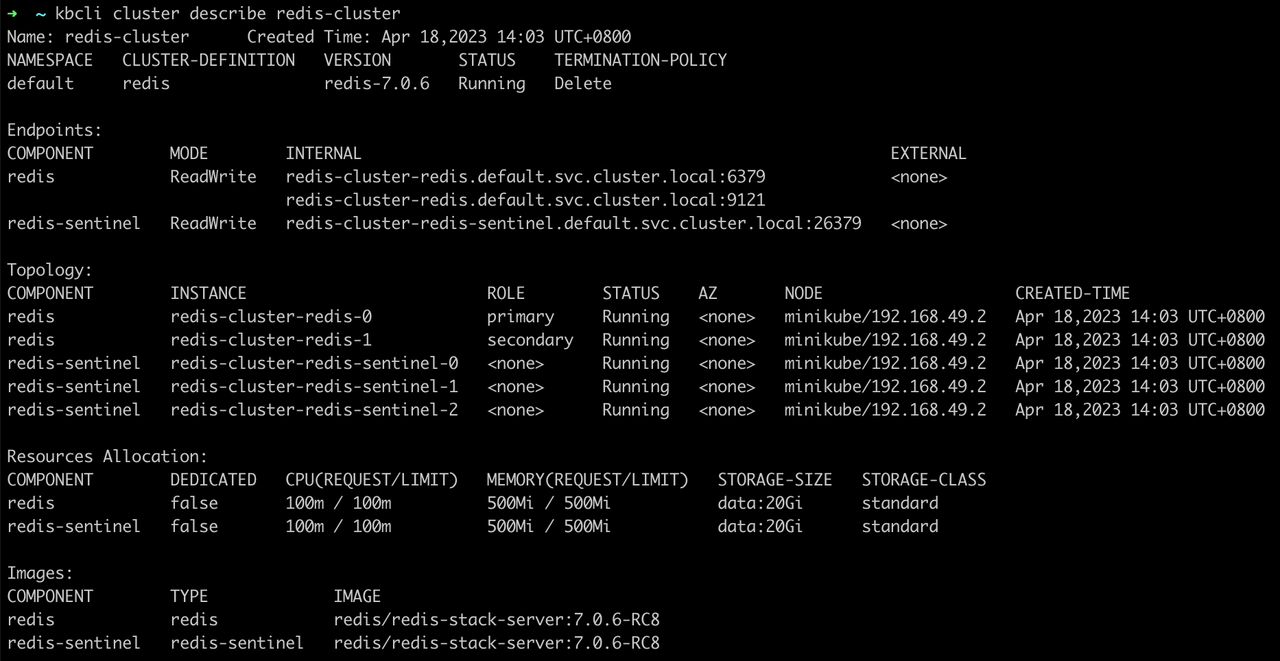 → ~ kbcli cluster describe redis-cluster
Name: redis-cluster Created Time: Apr 18,2023 14:03 UTC+0800
NAMESPACE CLUSTER-DEFINITION VERSION STATUS TERMINATION-POLICY
default redis redis-7.0.6 Running Delete
Endpoints:
COMPONENT MODE INTERNAL EXTERNAL
redis ReadWrite redis-cluster-redis.default.svc.cluster.local:6379 <none>
redis-cluster-redis.default.svc.cluster.local:9121
redis-sentinel ReadWrite redis-cluster-redis-sentinel.default.svc.cluster.local:26379 <none>
Topology:
COMPONENT INSTANCE ROLE STATUS AZ NODE CREATED-TIME
redis redis-cluster-redis-0 primary Running <none> minikube/192.168.49.2 Apr 18,2023 14:03 UTC+0800
redis redis-cluster-redis-1 secondary Running <none> minikube/192.168.49.2 Apr 18,2023 14:03 UTC+0800
redis-sentinel redis-cluster-redis-sentinel-0 <none> Running <none> minikube/192.168.49.2 Apr 18,2023 14:03 UTC+0800
redis-sentinel redis-cluster-redis-sentinel-1 <none> Running <none> minikube/192.168.49.2 Apr 18,2023 14:03 UTC+0800
redis-sentinel redis-cluster-redis-sentinel-2 <none> Running <none> minikube/192.168.49.2 Apr 18,2023 14:03 UTC+0800
Resources Allocation:
COMPONENT DEDICATED CPU(REQUEST/LIMIT) MEMORY(REQUEST/LIMIT) STORAGE-SIZE STORAGE-CLASS
redis false 100m / 100m 500Mi / 500Mi data:20Gi standard
redis-sentinel false 100m / 100m 500Mi / 500Mi data:20Gi standard
Images:
COMPONENT TYPE IMAGE
redis redis redis/redis-stack-server:7.0.6-RC8
redis-sentinel redis-sentinel redis/redis-stack-server:7.0.6-RC8